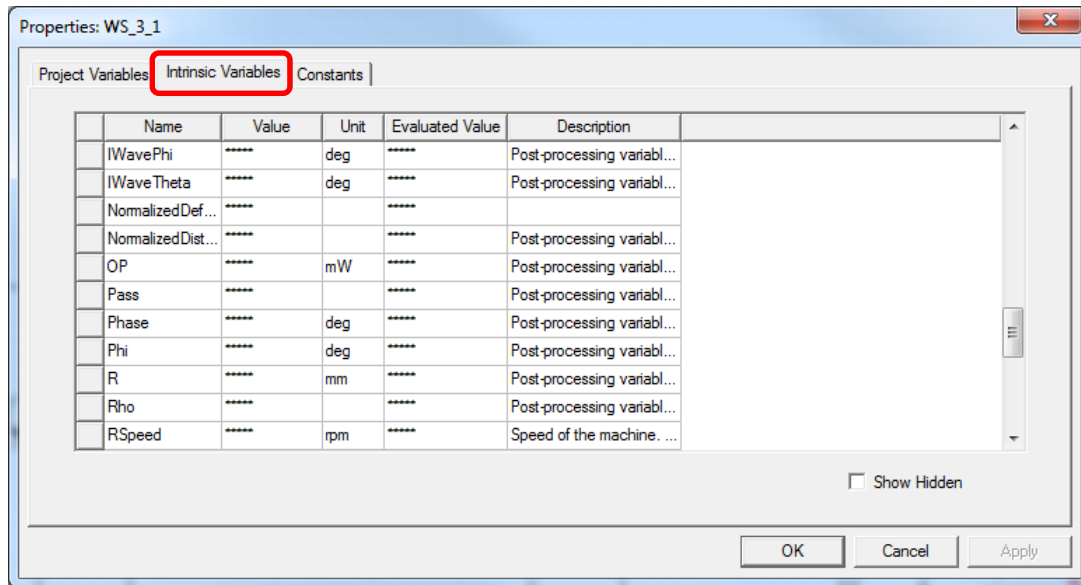 Properties: WS_3_1
Project Variables Intrinsic Variables Constants
Name Value Unit Evaluated Value Description
IWavePhi ***** deg ***** Post-processing variabl...
IWaveTheta ***** deg ***** Post-processing variabl...
NormalizedDef... ***** *****
NormalizedDist... ***** ***** Post-processing variabl...
OP ***** mW ***** Post-processing variabl...
Pass ***** ***** Post-processing variabl...
Phase ***** deg ***** Post-processing variabl...
Phi ***** deg ***** Post-processing variabl...
R ***** mm ***** Post-processing variabl...
Rho ***** ***** Post-processing variabl...
RSpeed ***** rpm ***** Speed of the machine. ...
Show Hidden
OK Cancel Apply